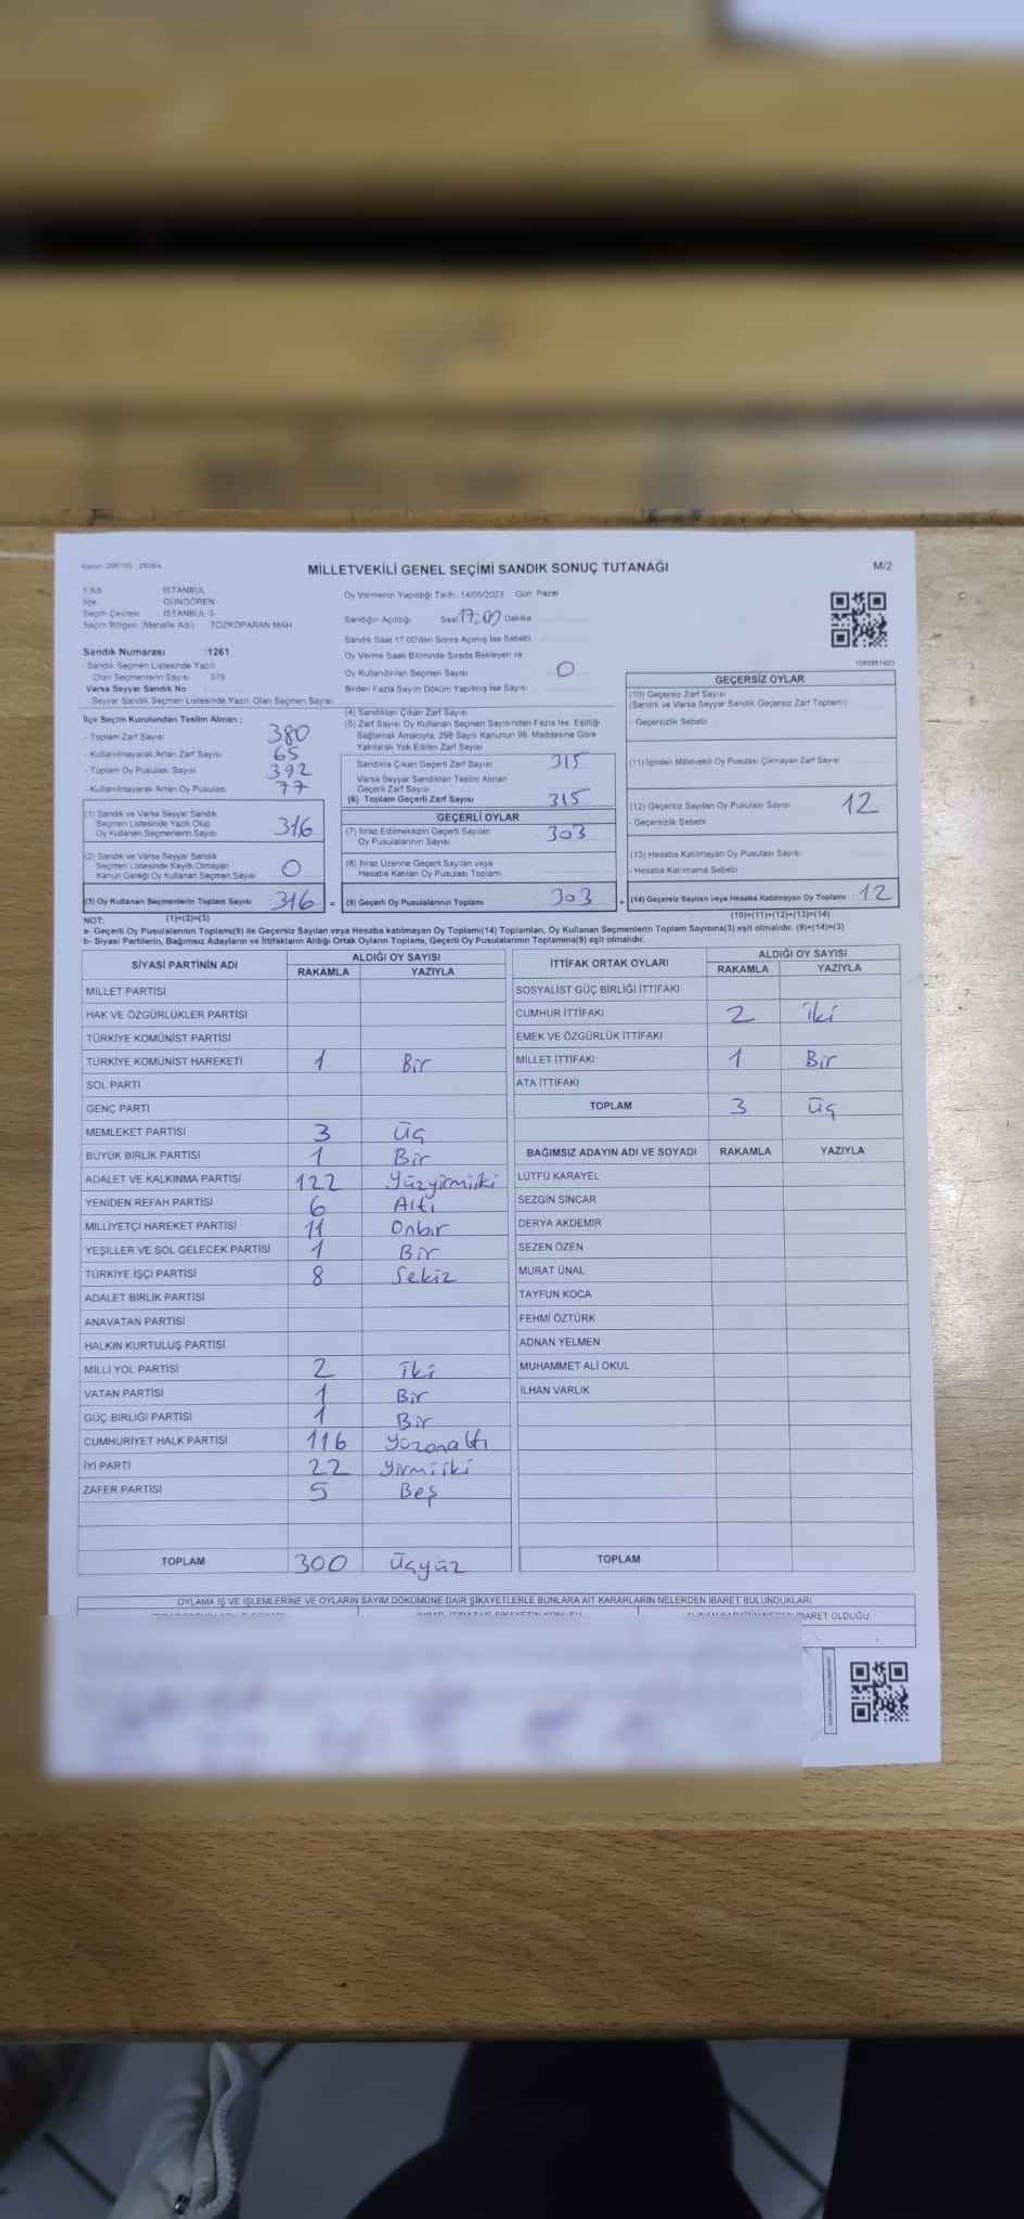 MİLLETVEKİLİ GENEL SEÇİMİ SANDIK SONUÇ TUTANAĞI
M/2
İl Adı İSTANBUL
İlçe GÜNGÖREN
Seçim Çevresi İSTANBUL-3
Seçim Bölgesi (Mahalle Adı) TOZKOPARAN MAH
Oy Vermenin Yapıldığı Tarih : 14/05/2023 Gün Pazar
Sandığın Açıldığı Saat 17:00 Dakika
Sandık Saat 17.00'den Sonra Açılmış İse Sebebi
Sandık Numarası :1261
Sandık Seçmen Listesinde Yazılı
Olan Seçmenlerin Sayısı 379
Varsa Seyyar Sandık No
Seyyar Sandık Seçmen Listesinde Yazılı Olan Seçmen Sayısı
Oy Verme Saati Bitiminde Sırada Bekleyen ve
Oy Kullandırılan Seçmen Sayısı 0
Birden Fazla Sayım Döküm Yapılmış İse Sayısı
İlçe Seçim Kurulundan Teslim Alınan ;
- Toplam Zarf Sayısı 380
- Kullanılmayarak Artan Zarf Sayısı 65
- Toplam Oy Pusulası Sayısı 392
- Kullanılmayarak Artan Oy Pusulası 77
(1) Sandık ve Varsa Seyyar Sandık
Seçmen Listesinde Yazılı Olup
Oy Kullanan Seçmenlerin Sayısı 316
(2) Sandık ve Varsa Seyyar Sandık
Seçmen Listesinde Kayıtlı Olmayan
Kanun Gereği Oy Kullanan Seçmen Sayısı 0
(3) Oy Kullanan Seçmenlerin Toplam Sayısı 316 =
(4) Sandıktan Çıkan Zarf Sayısı
(5) Zarf Sayısı Oy Kullanan Seçmen Sayısından Fazla İse, Eşitliği
Sağlamak Amacıyla, 298 Sayılı Kanunun 98. Maddesine Göre
Yakılarak Yok Edilen Zarf Sayısı
Sandıkta Çıkan Geçerli Zarf Sayısı 315
Varsa Seyyar Sandıktan Teslim Alınan
Geçerli Zarf Sayısı
(6) Toplam Geçerli Zarf Sayısı 315
GEÇERLİ OYLAR
(7) İtiraz Edilmeksizin Geçerli Sayılan
Oy Pusulalarının Sayısı 303
(8) İtiraz Üzerine Geçerli Sayılan veya
Hesaba Katılan Oy Pusulası Toplamı
(9) Geçerli Oy Pusulalarının Toplamı 303 +
GEÇERSİZ OYLAR
(10) Geçersiz Zarf Sayısı
(Sandık ve Varsa Seyyar Sandık Geçersiz Zarf Toplamı)
- Geçersizlik Sebebi
(11) İçinden Milletvekili Oy Pusulası Çıkmayan Zarf Sayısı
(12) Geçersiz Sayılan Oy Pusulası Sayısı 12
- Geçersizlik Sebebi
(13) Hesaba Katılmayan Oy Pusulası Sayısı
- Hesaba Katılmama Sebebi
(14) Geçersiz Sayılan veya Hesaba Katılmayan Oy Toplamı 12
NOT: (1)+(2)=(3) (10)+(11)+(12)+(13)=(14)
a- Geçerli Oy Pusulalarının Toplamı(9) ile Geçersiz Sayılan veya Hesaba katılmayan Oy Toplamı(14) Toplamları, Oy Kullanan Seçmenlerin Toplam Sayısına(3) eşit olmalıdır. (9)+(14)=(3)
b- Siyasi Partilerin, Bağımsız Adayların ve İttifakların Aldığı Ortak Oyların Toplamı, Geçerli Oy Pusulalarının Toplamına(9) eşit olmalıdır.
SİYASİ PARTİNİN ADI ALDIĞI OY SAYISI
RAKAMLA YAZIYLA
MİLLET PARTİSİ
HAK VE ÖZGÜRLÜKLER PARTİSİ
TÜRKİYE KOMÜNİST PARTİSİ
TÜRKİYE KOMÜNİST HAREKETİ 1 Bir
SOL PARTİ
GENÇ PARTİ
MEMLEKET PARTİSİ 3 Üç
BÜYÜK BİRLİK PARTİSİ 1 Bir
ADALET VE KALKINMA PARTİSİ 122 Yüzyirmiiki
YENİDEN REFAH PARTİSİ 6 Altı
MİLLİYETÇİ HAREKET PARTİSİ 11 Onbir
YEŞİLLER VE SOL GELECEK PARTİSİ 1 Bir
TÜRKİYE İŞÇİ PARTİSİ 8 Sekiz
ADALET BİRLİK PARTİSİ
ANAVATAN PARTİSİ
HALKIN KURTULUŞ PARTİSİ
MİLLİ YOL PARTİSİ 2 İki
VATAN PARTİSİ 1 Bir
GÜÇ BİRLİĞİ PARTİSİ 1 Bir
CUMHURİYET HALK PARTİSİ 116 Yüzonaltı
İYİ PARTİ 22 Yirmiiki
ZAFER PARTİSİ 5 Beş
TOPLAM 300 Üçyüz
İTTİFAK ORTAK OYLARI ALDIĞI OY SAYISI
RAKAMLA YAZIYLA
SOSYALİST GÜÇ BİRLİĞİ İTTİFAKI
CUMHUR İTTİFAKI 2 İki
EMEK VE ÖZGÜRLÜK İTTİFAKI
MİLLET İTTİFAKI 1 Bir
ATA İTTİFAKI
TOPLAM 3 Üç
BAĞIMSIZ ADAYIN ADI VE SOYADI RAKAMLA YAZIYLA
LÜTFÜ KARAYEL
SEZGİN SİNCAR
DERYA AKDEMİR
SEZEN ÖZEN
MURAT ÜNAL
TAYFUN KOCA
FEHMİ ÖZTÜRK
ADNAN YELMEN
MUHAMMET ALİ OKUL
İLHAN VARLIK
TOPLAM
OYLAMA İŞ VE İŞLEMLERİNE VE OYLARIN SAYIM DÖKÜMÜNE DAİR ŞİKAYETLERLE BUNLARA AİT KARARLARIN NELERDEN İBARET BULUNDUKLARI
İBARET OLDUĞU